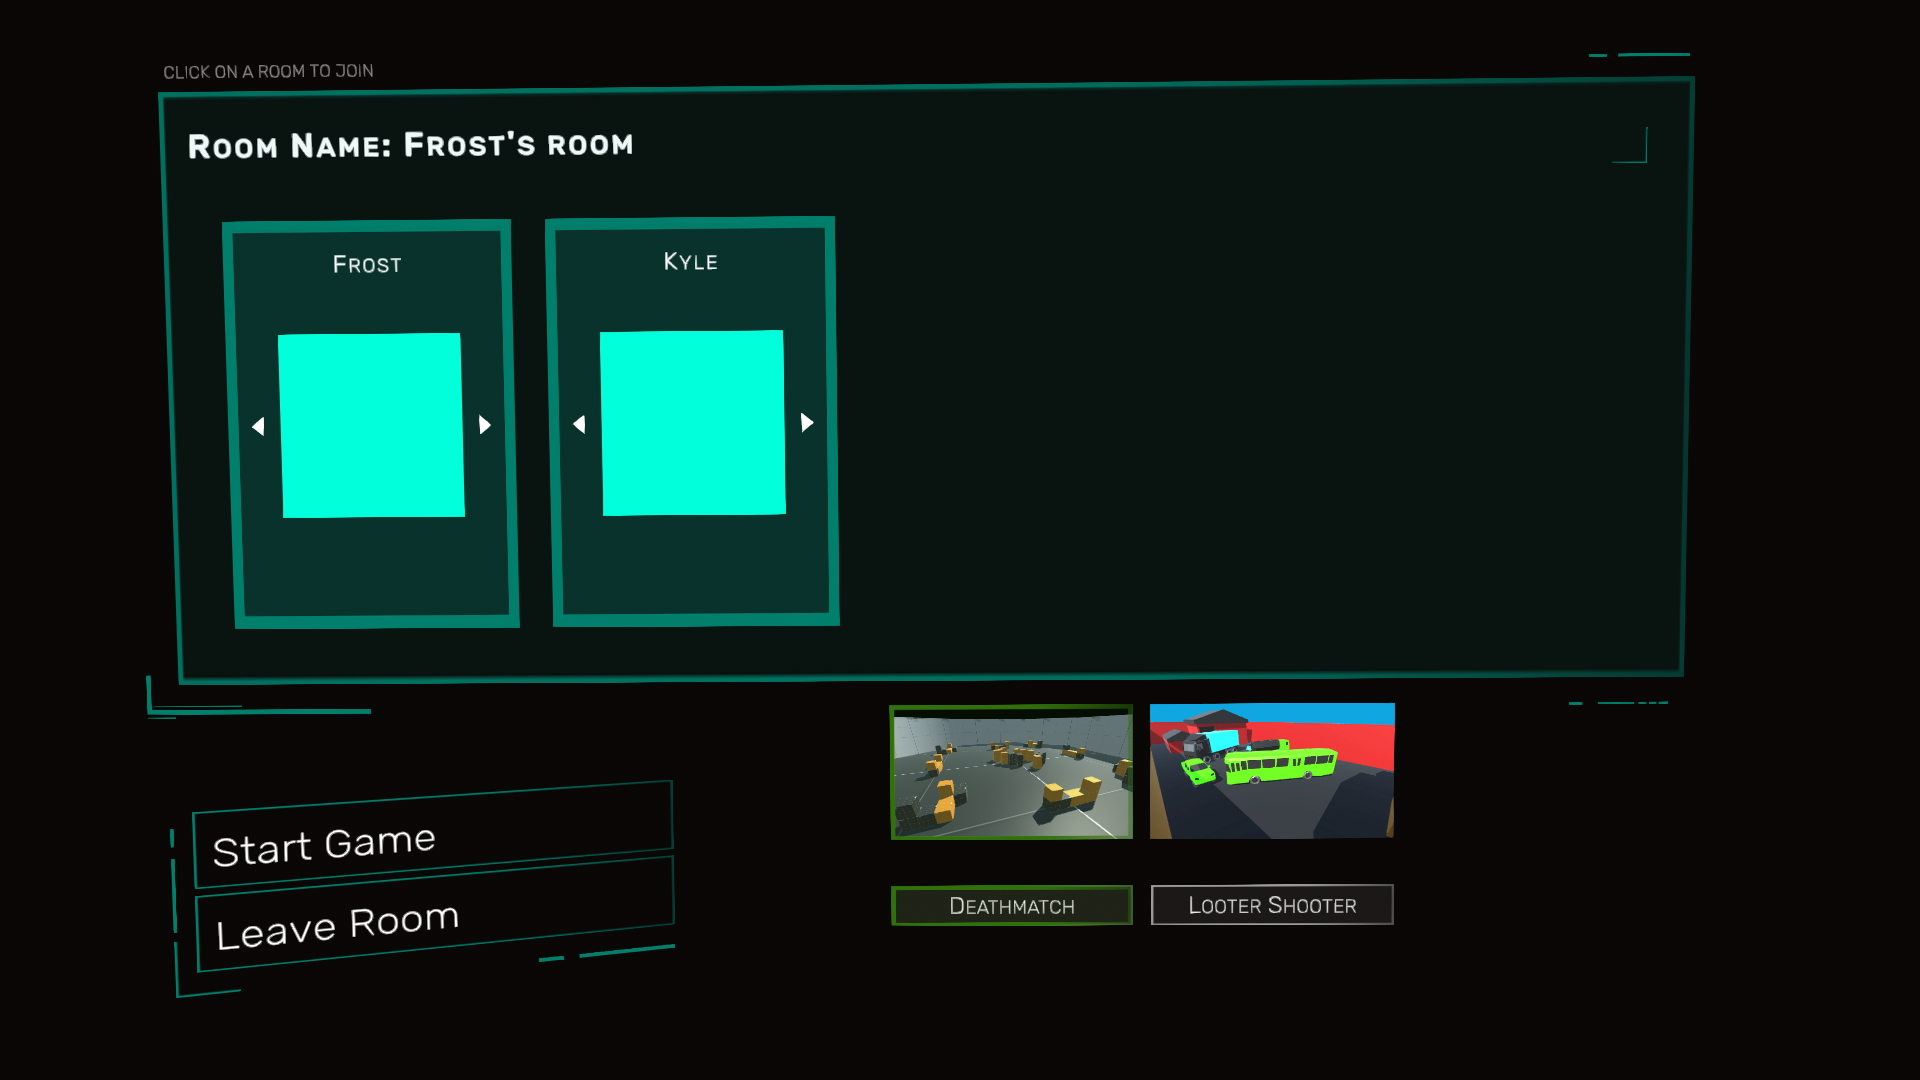 CLICK ON A ROOM TO JOIN
Room Name: Frost's room
Frost
Kyle
Start Game
Leave Room
Deathmatch
Looter Shooter